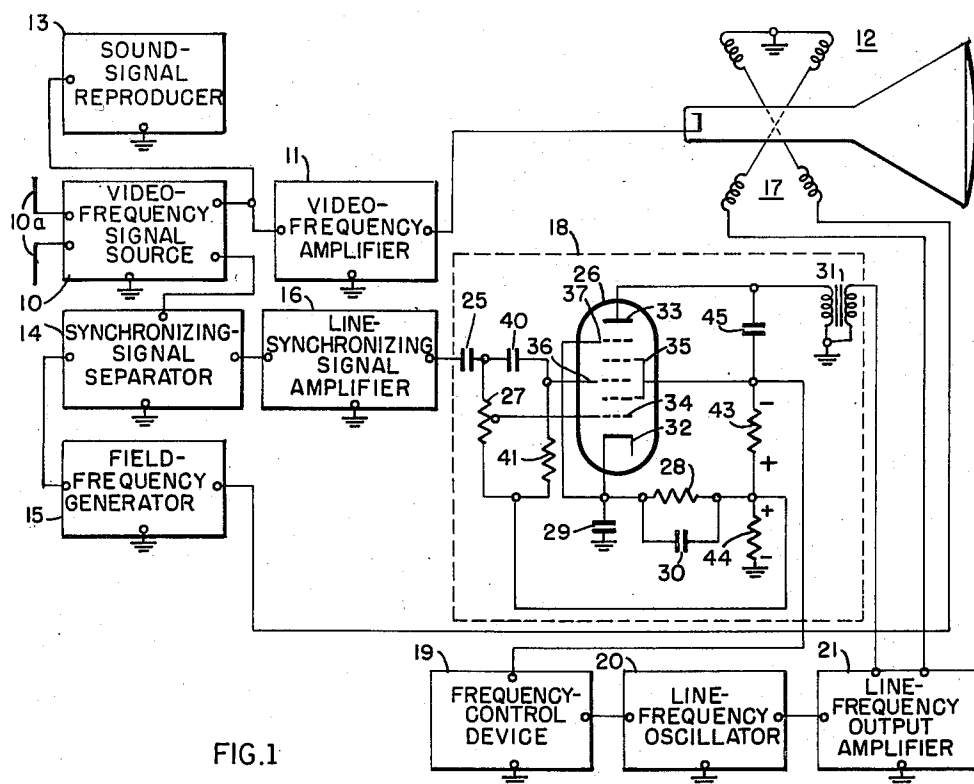 13
SOUND-
SIGNAL
REPRODUCER
12
11
VIDEO-
FREQUENCY
SIGNAL
SOURCE
10a
10
VIDEO-
FREQUENCY
AMPLIFIER
17
18
26
37
31
14
SYNCHRONIZING-
SIGNAL
SEPARATOR
16
LINE-
SYNCHRONIZING
SIGNAL
AMPLIFIER
25
40
33
45
36
35
27
34
32
43
-
+
41
28
+
44
-
29
30
FIELD-
FREQUENCY
GENERATOR
15
19
FREQUENCY-
CONTROL
DEVICE
20
LINE-
FREQUENCY
OSCILLATOR
21
LINE-
FREQUENCY
OUTPUT
AMPLIFIER
FIG.1